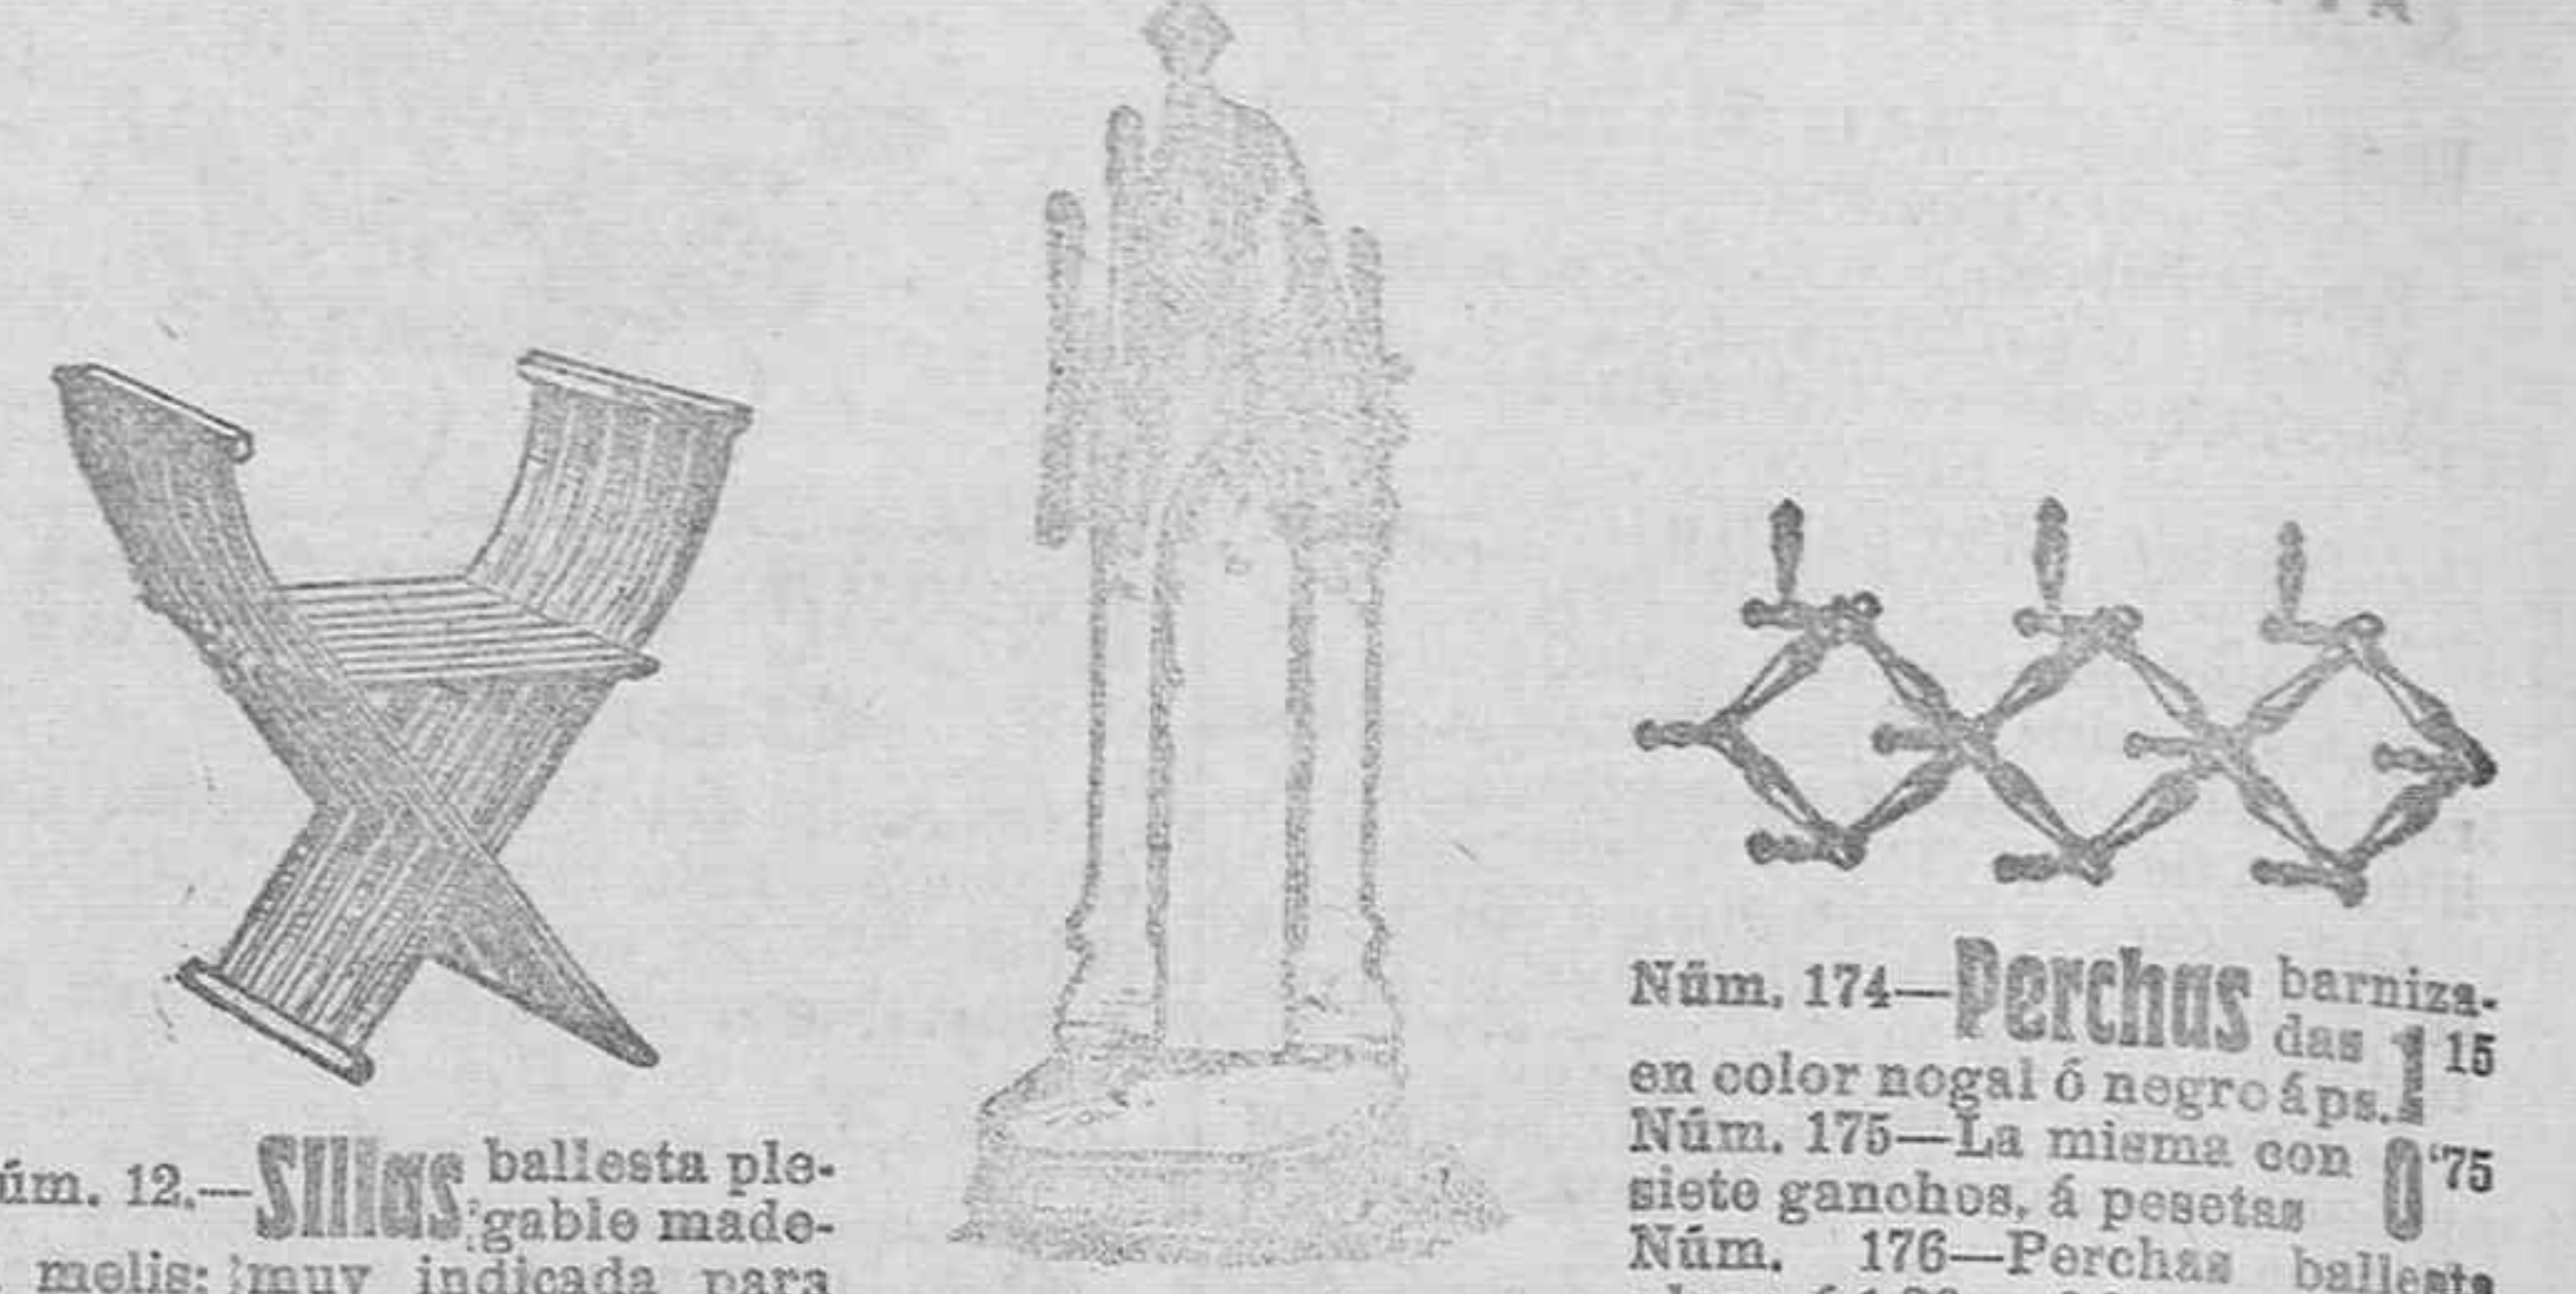 úm. 12.—Sillas ballesta ple-
gable made-
melis; muy indicada para
Núm. 174—Perchas barniza-
das 1'15
en color nogal ó negro á ps.
Núm. 175—La misma con
siete ganchos, á pesetas 0'75
Núm. 176—Perchas ballesta